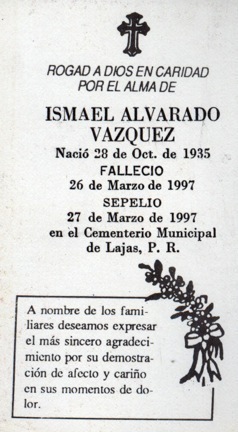 ROGAD A DIOS EN CARIDAD
POR EL ALMA DE
ISMAEL ALVARADO
VAZQUEZ
Nació 28 de Oct. de 1935
FALLECIO
26 de Marzo de 1997
SEPELIO
27 de Marzo de 1997
en el Cementerio Municipal
de Lajas, P. R.
A nombre de los fami-
liares deseamos expresar
el más sincero agradeci-
miento por su demostra-
ción de afecto y cariño
en sus momentos de do-
lor.